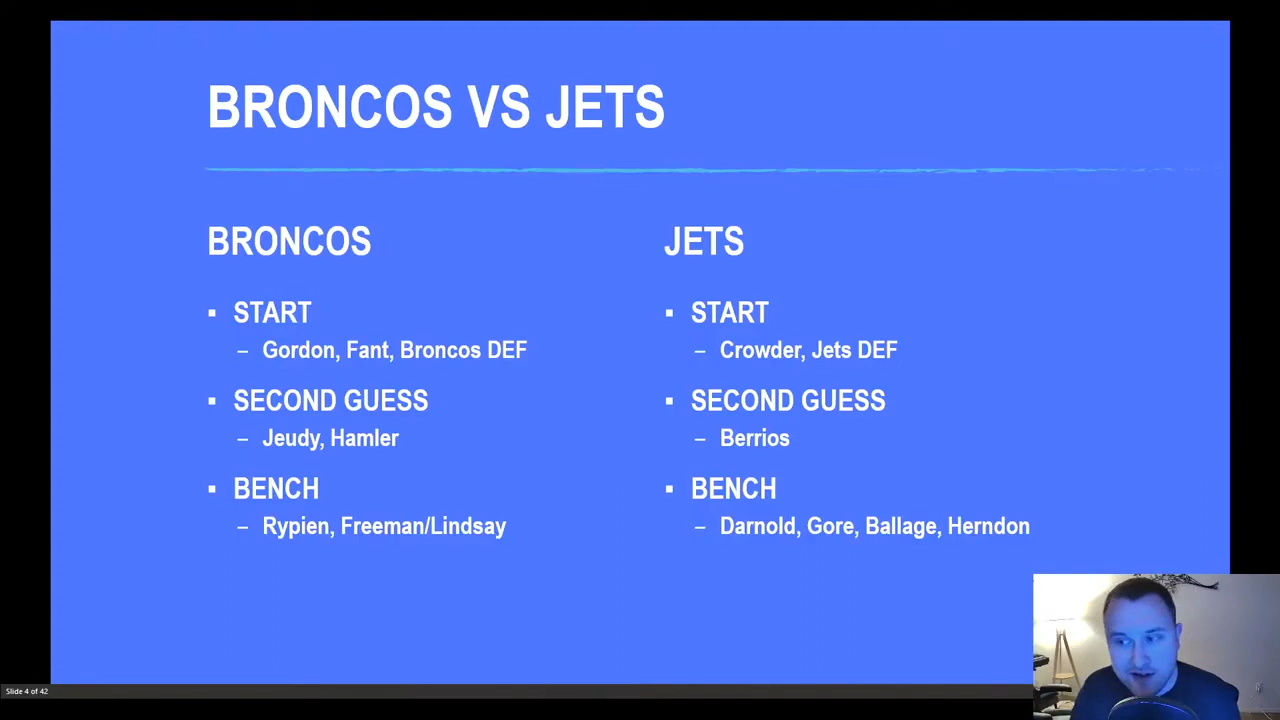 BRONCOS VS JETS
BRONCOS
▪ START
– Gordon, Fant, Broncos DEF
▪ SECOND GUESS
– Jeudy, Hamler
▪ BENCH
– Rypien, Freeman/Lindsay
JETS
▪ START
– Crowder, Jets DEF
▪ SECOND GUESS
– Berrios
▪ BENCH
– Darnold, Gore, Ballage, Herndon
Slide 4 of 42